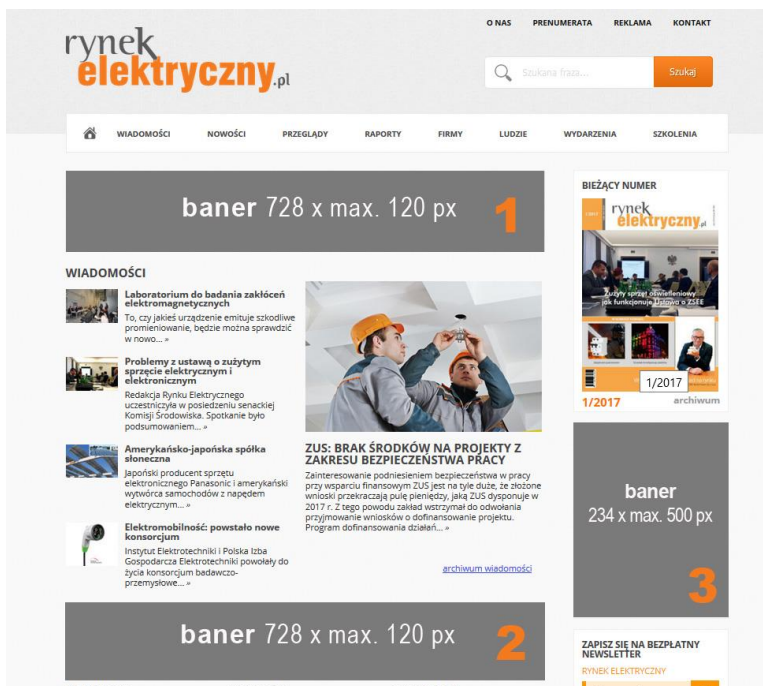 O NAS PRENUMERATA REKLAMA KONTAKT
rynek
elektryczny.pl
Szukana fraza... Szukaj
WIADOMOŚCI NOWOŚCI PRZEGLĄDY RAPORTY FIRMY LUDZIE WYDARZENIA SZKOLENIA
baner 728 x max. 120 px 1
WIADOMOŚCI
Laboratorium do badania zakłóceń
elektromagnetycznych
To, czy jakieś urządzenie emituje szkodliwe
promieniowanie, będzie można sprawdzić
w nowo... »
Problemy z ustawą o zużytym
sprzęcie elektrycznym i
elektronicznym
Redakcja Rynku Elektrycznego
uczestniczyła w posiedzeniu senackiej
Komisji Środowiska. Spotkanie było
podsumowaniem... »
Amerykańsko-japońska spółka
słoneczna
Japoński producent sprzętu
elektronicznego Panasonic i amerykański
wytwórca samochodów z napędem
elektrycznym... »
Elektromobilność: powstało nowe
konsorcjum
Instytut Elektrotechniki i Polska Izba
Gospodarcza Elektrotechniki powołały do
życia konsorcjum badawczo-
przemysłowe... »
ZUS: BRAK ŚRODKÓW NA PROJEKTY Z
ZAKRESU BEZPIECZEŃSTWA PRACY
Zainteresowanie podniesieniem bezpieczeństwa w pracy
przy wsparciu finansowym ZUS jest na tyle duże, że złożone
wnioski przekraczają pulę pieniędzy, jaką ZUS dysponuje w
2017 r. Z tego powodu zakład wstrzymał do odwołania
przyjmowanie wniosków o dofinansowanie projektu.
Program dofinansowania działań... »
archiwum wiadomości
baner 728 x max. 120 px 2
BIEŻĄCY NUMER
rynek
elektryczny.pl
Zużyty sprzęt oświetleniowy
jak funkcjonuje Ustawa o ZSEE
1/2017
1/2017 archiwum
baner
234 x max. 500 px
3
ZAPISZ SIĘ NA BEZPŁATNY
NEWSLETTER
RYNEK ELEKTRYCZNY